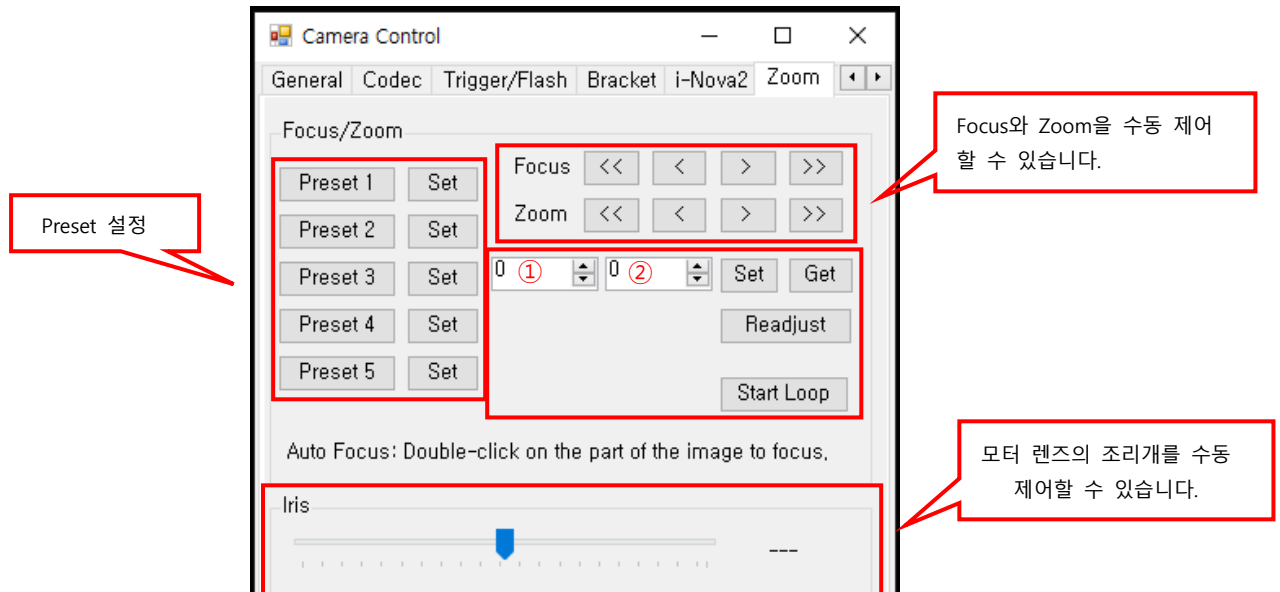 Camera Control
General Codec Trigger/Flash Bracket i-Nova2 Zoom
Focus/Zoom
Preset 1 Set
Preset 2 Set
Preset 3 Set
Preset 4 Set
Preset 5 Set
Focus << < > >>
Zoom << < > >>
0 ① 0 ② Set Get
Readjust
Start Loop
Auto Focus: Double-click on the part of the image to focus.
Iris
---
Preset 설정
Focus와 Zoom을 수동 제어
할 수 있습니다.
모터 렌즈의 조리개를 수동
제어할 수 있습니다.